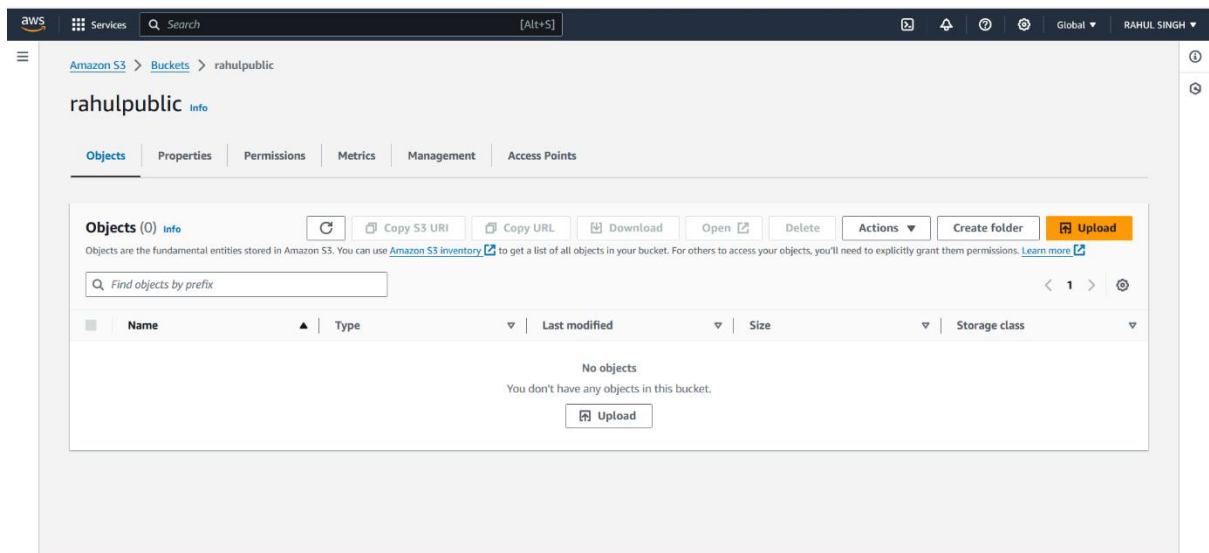 aws Services Search [Alt+S] Global ▼ RAHUL SINGH ▼
Amazon S3 > Buckets > rahulpublic
rahulpublic Info
Objects Properties Permissions Metrics Management Access Points
Objects (0) Info Copy S3 URI Copy URL Download Open Delete Actions ▼ Create folder Upload
Objects are the fundamental entities stored in Amazon S3. You can use Amazon S3 inventory to get a list of all objects in your bucket. For others to access your objects, you'll need to explicitly grant them permissions. Learn more
Find objects by prefix < 1 >
Name ▲ Type ▽ Last modified ▽ Size ▽ Storage class ▽
No objects
You don't have any objects in this bucket.
Upload